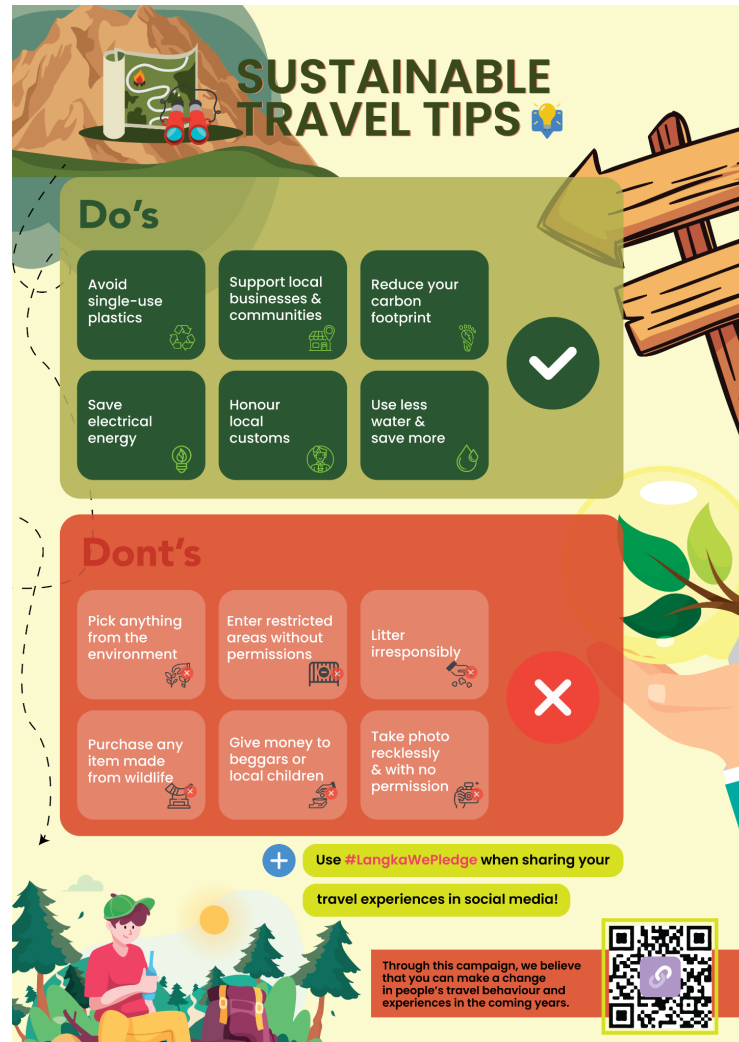 SUSTAINABLE
TRAVEL TIPS
Do's
Avoid
single-use
plastics
Support local
businesses &
communities
Reduce your
carbon
footprint
Save
electrical
energy
Honour
local
customs
Use less
water &
save more
Dont's
Pick anything
from the
environment
Enter restricted
areas without
permissions
Litter
irresponsibly
Purchase any
item made
from wildlife
Give money to
beggars or
local children
Take photo
recklessly
& with no
permission
Use #LangkaWePledge when sharing your
travel experiences in social media!
Through this campaign, we believe
that you can make a change
in people's travel behaviour and
experiences in the coming years.